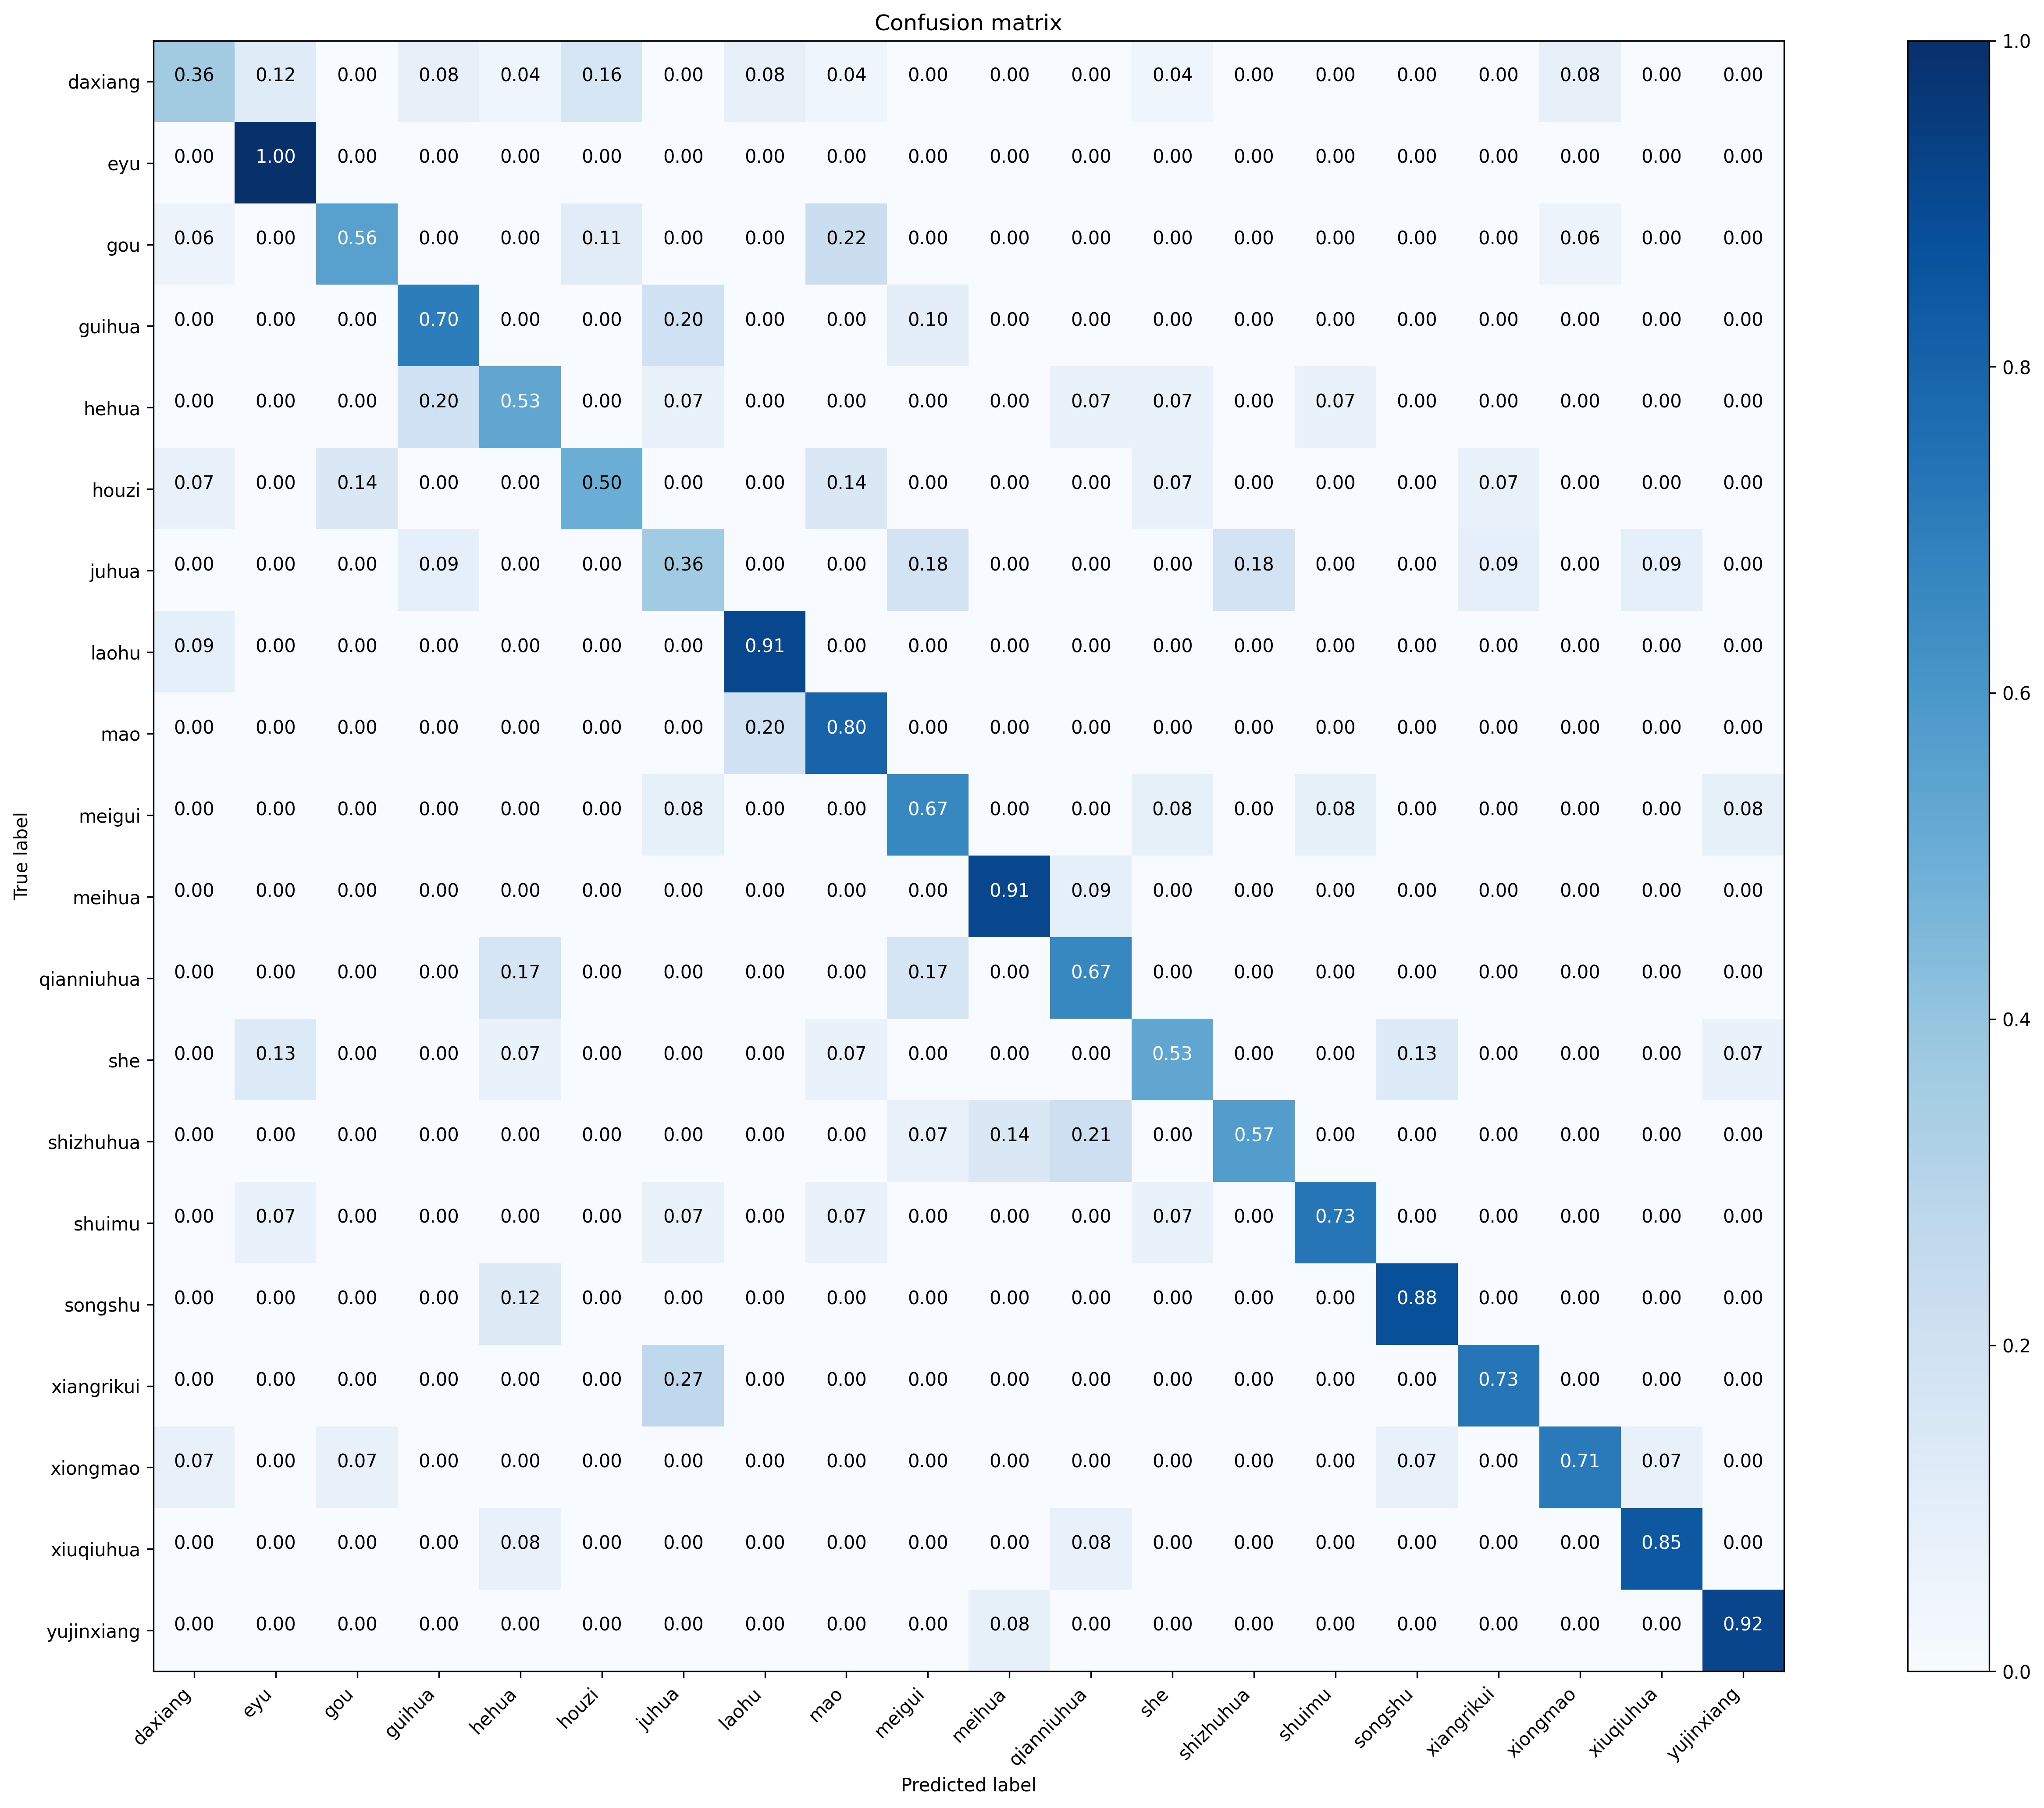 Confusion matrix
daxiang 0.36 0.12 0.00 0.08 0.04 0.16 0.00 0.08 0.04 0.00 0.00 0.00 0.04 0.00 0.00 0.00 0.00 0.08 0.00 0.00
eyu 0.00 1.00 0.00 0.00 0.00 0.00 0.00 0.00 0.00 0.00 0.00 0.00 0.00 0.00 0.00 0.00 0.00 0.00 0.00 0.00
gou 0.06 0.00 0.56 0.00 0.00 0.11 0.00 0.00 0.22 0.00 0.00 0.00 0.00 0.00 0.00 0.00 0.00 0.06 0.00 0.00
guihua 0.00 0.00 0.00 0.70 0.00 0.00 0.20 0.00 0.00 0.10 0.00 0.00 0.00 0.00 0.00 0.00 0.00 0.00 0.00 0.00
hehua 0.00 0.00 0.00 0.20 0.53 0.00 0.07 0.00 0.00 0.00 0.00 0.07 0.07 0.00 0.07 0.00 0.00 0.00 0.00 0.00
houzi 0.07 0.00 0.14 0.00 0.00 0.50 0.00 0.00 0.14 0.00 0.00 0.00 0.07 0.00 0.00 0.00 0.07 0.00 0.00 0.00
juhua 0.00 0.00 0.00 0.09 0.00 0.00 0.36 0.00 0.00 0.18 0.00 0.00 0.00 0.18 0.00 0.00 0.09 0.00 0.09 0.00
laohu 0.09 0.00 0.00 0.00 0.00 0.00 0.00 0.91 0.00 0.00 0.00 0.00 0.00 0.00 0.00 0.00 0.00 0.00 0.00 0.00
mao 0.00 0.00 0.00 0.00 0.00 0.00 0.00 0.20 0.80 0.00 0.00 0.00 0.00 0.00 0.00 0.00 0.00 0.00 0.00 0.00
meigui 0.00 0.00 0.00 0.00 0.00 0.00 0.08 0.00 0.00 0.67 0.00 0.00 0.08 0.00 0.08 0.00 0.00 0.00 0.00 0.08
meihua 0.00 0.00 0.00 0.00 0.00 0.00 0.00 0.00 0.00 0.00 0.91 0.09 0.00 0.00 0.00 0.00 0.00 0.00 0.00 0.00
qianniuhua 0.00 0.00 0.00 0.00 0.17 0.00 0.00 0.00 0.00 0.17 0.00 0.67 0.00 0.00 0.00 0.00 0.00 0.00 0.00 0.00
she 0.00 0.13 0.00 0.00 0.07 0.00 0.00 0.00 0.07 0.00 0.00 0.00 0.53 0.00 0.00 0.13 0.00 0.00 0.00 0.07
shizhuhua 0.00 0.00 0.00 0.00 0.00 0.00 0.00 0.00 0.00 0.07 0.14 0.21 0.00 0.57 0.00 0.00 0.00 0.00 0.00 0.00
shuimu 0.00 0.07 0.00 0.00 0.00 0.00 0.07 0.00 0.07 0.00 0.00 0.00 0.07 0.00 0.73 0.00 0.00 0.00 0.00 0.00
songshu 0.00 0.00 0.00 0.00 0.12 0.00 0.00 0.00 0.00 0.00 0.00 0.00 0.00 0.00 0.00 0.88 0.00 0.00 0.00 0.00
xiangrikui 0.00 0.00 0.00 0.00 0.00 0.00 0.27 0.00 0.00 0.00 0.00 0.00 0.00 0.00 0.00 0.00 0.73 0.00 0.00 0.00
xiongmao 0.07 0.00 0.07 0.00 0.00 0.00 0.00 0.00 0.00 0.00 0.00 0.00 0.00 0.00 0.00 0.07 0.00 0.71 0.07 0.00
xiuqiuhua 0.00 0.00 0.00 0.00 0.08 0.00 0.00 0.00 0.00 0.00 0.00 0.08 0.00 0.00 0.00 0.00 0.00 0.00 0.85 0.00
yujinxiang 0.00 0.00 0.00 0.00 0.00 0.00 0.00 0.00 0.00 0.00 0.08 0.00 0.00 0.00 0.00 0.00 0.00 0.00 0.00 0.92
True label
daxiang eyu gou guihua hehua houzi juhua laohu mao meigui meihua qianniuhua she shizhuhua shuimu songshu xiangrikui xiongmao xiuqiuhua yujinxiang
Predicted label
1.0
0.8
0.6
0.4
0.2
0.0